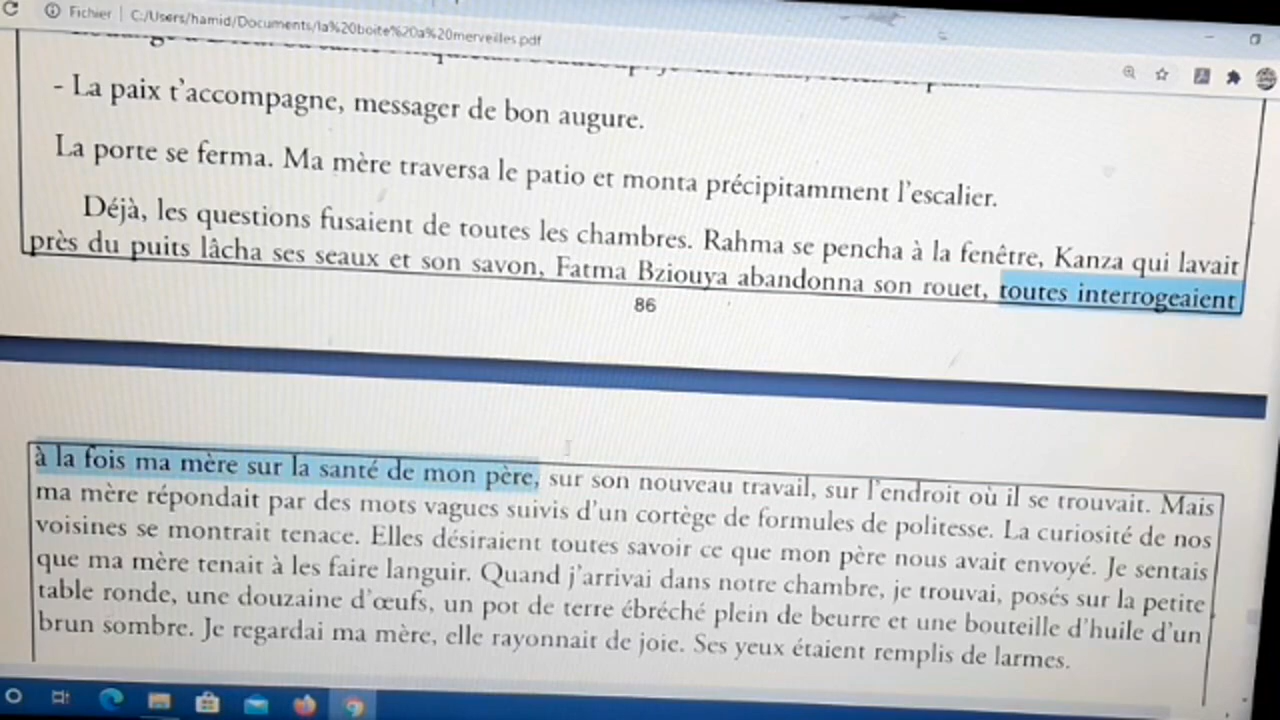 Fichier | C:/Users/hamid/Documents/la%20boite%20a%20merveilles.pdf
- La paix t'accompagne, messager de bon augure.
La porte se ferma. Ma mère traversa le patio et monta précipitamment l'escalier.
Déjà, les questions fusaient de toutes les chambres. Rahma se pencha à la fenêtre, Kanza qui lavait
près du puits lâcha ses seaux et son savon, Fatma Bziouya abandonna son rouet, toutes interrogeaient
86
à la fois ma mère sur la santé de mon père, sur son nouveau travail, sur l'endroit où il se trouvait. Mais
ma mère répondait par des mots vagues suivis d'un cortège de formules de politesse. La curiosité de nos
voisines se montrait tenace. Elles désiraient toutes savoir ce que mon père nous avait envoyé. Je sentais
que ma mère tenait à les faire languir. Quand j'arrivai dans notre chambre, je trouvai, posés sur la petite
table ronde, une douzaine d'œufs, un pot de terre ébréché plein de beurre et une bouteille d'huile d'un
brun sombre. Je regardai ma mère, elle rayonnait de joie. Ses yeux étaient remplis de larmes.